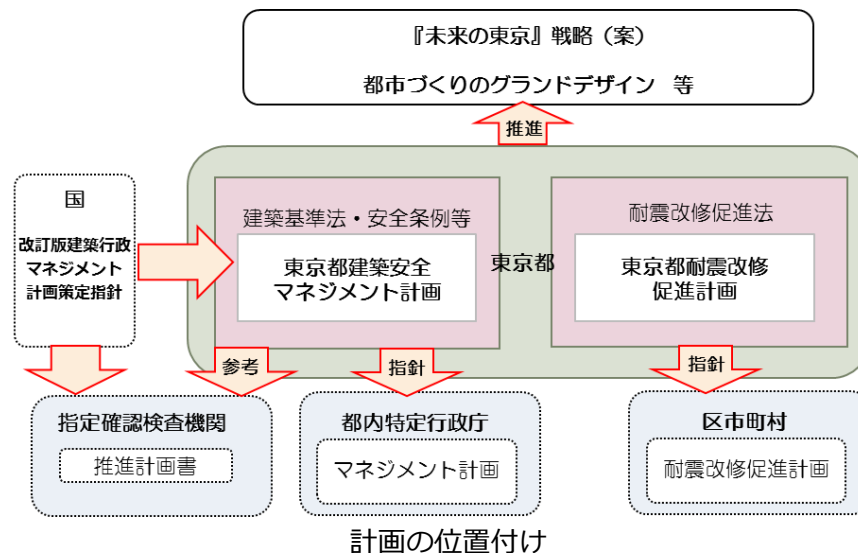 『未来の東京』戦略（案）
都市づくりのグランドデザイン 等
推進
国
改訂版建築行政
マネジメント
計画策定指針
建築基準法・安全条例等
東京都建築安全
マネジメント計画
東京都
耐震改修促進法
東京都耐震改修
促進計画
参考
指針
指針
指定確認検査機関
推進計画書
都内特定行政庁
マネジメント計画
区市町村
耐震改修促進計画
計画の位置付け